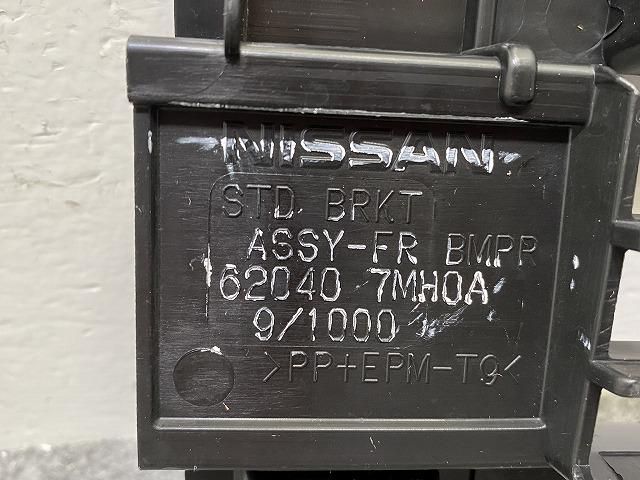 NISSAN
STD BRKT
ASSY-FR BMPR
62040 7MH0A
9/1000
>PP+EPM-T9<